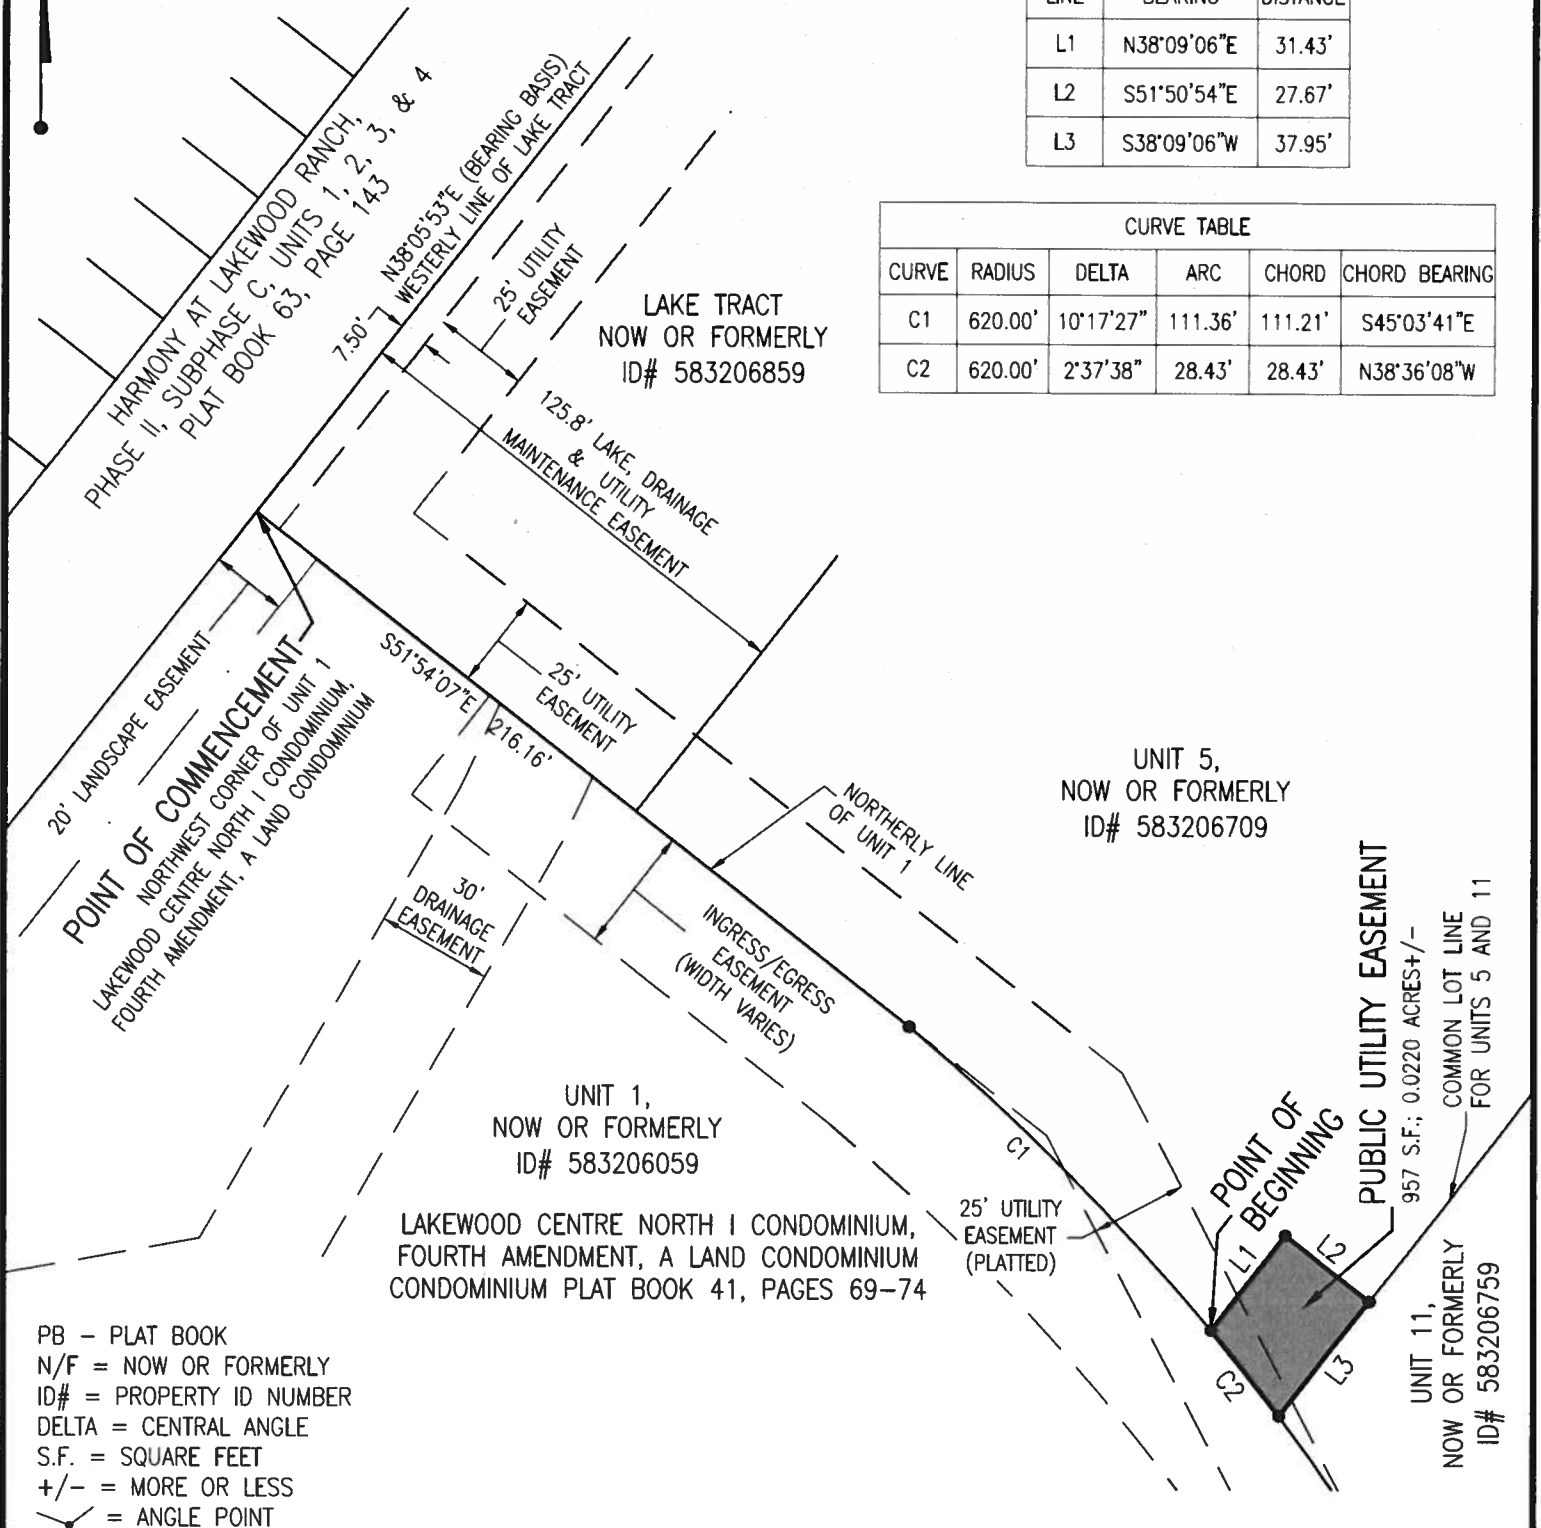 LINE BEARING DISTANCE
L1 N38°09'06"E 31.43'
L2 S51°50'54"E 27.67'
L3 S38°09'06"W 37.95'
CURVE TABLE
CURVE RADIUS DELTA ARC CHORD CHORD BEARING
C1 620.00' 10°17'27" 111.36' 111.21' S45°03'41"E
C2 620.00' 2°37'38" 28.43' 28.43' N38°36'08"W
HARMONY AT LAKEWOOD RANCH,
PHASE II, SUBPHASE C, UNITS 1, 2, 3, & 4
PLAT BOOK 63, PAGE 143
N38°05'53"E (BEARING BASIS)
WESTERLY LINE OF LAKE TRACT
7.50'
25' UTILITY
EASEMENT
LAKE TRACT
NOW OR FORMERLY
ID# 583206859
125.8' LAKE, DRAINAGE
& UTILITY
MAINTENANCE EASEMENT
20' LANDSCAPE EASEMENT
POINT OF COMMENCEMENT
NORTHWEST CORNER OF UNIT 1
LAKEWOOD CENTRE NORTH I CONDOMINIUM,
FOURTH AMENDMENT, A LAND CONDOMINIUM
S51°54'07"E
216.16'
25' UTILITY
EASEMENT
UNIT 5,
NOW OR FORMERLY
ID# 583206709
NORTHERLY LINE
OF UNIT 1
30'
DRAINAGE
EASEMENT
INGRESS/EGRESS
EASEMENT
(WIDTH VARIES)
PUBLIC UTILITY EASEMENT
957 S.F.; 0.0220 ACRES+/-
COMMON LOT LINE
FOR UNITS 5 AND 11
UNIT 1,
NOW OR FORMERLY
ID# 583206059
C1
POINT OF
BEGINNING
25' UTILITY
EASEMENT
(PLATTED)
LAKEWOOD CENTRE NORTH I CONDOMINIUM,
FOURTH AMENDMENT, A LAND CONDOMINIUM
CONDOMINIUM PLAT BOOK 41, PAGES 69-74
L1
L2
L3
C2
UNIT 11,
NOW OR FORMERLY
ID# 583206759
PB - PLAT BOOK
N/F = NOW OR FORMERLY
ID# = PROPERTY ID NUMBER
DELTA = CENTRAL ANGLE
S.F. = SQUARE FEET
+/- = MORE OR LESS
= ANGLE POINT